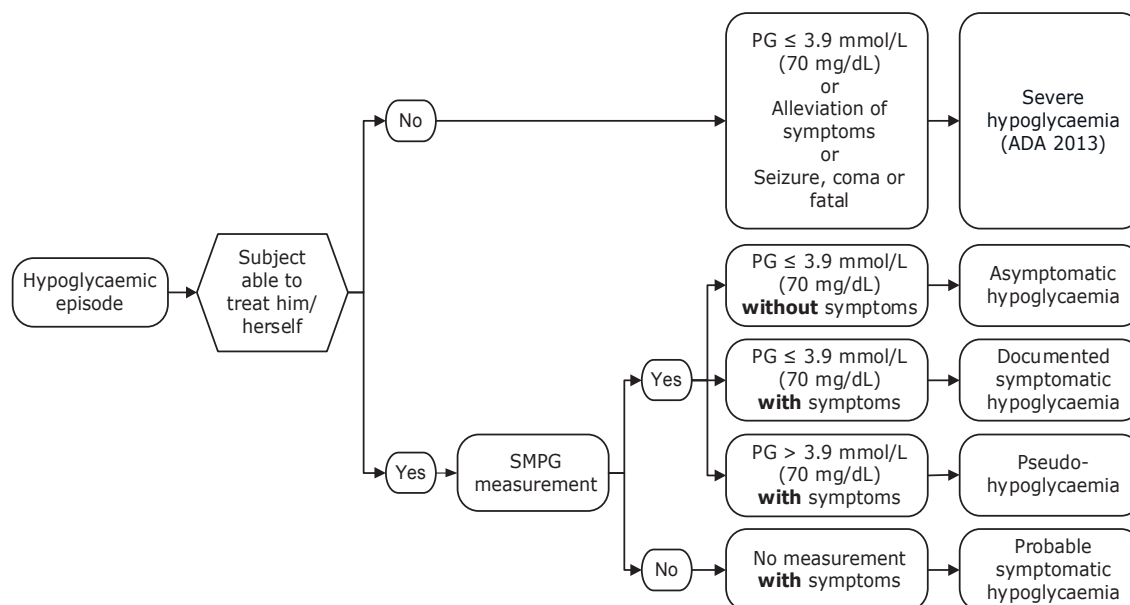 Hypoglycaemic
episode
Subject
able to
treat him/
herself
No
PG ≤ 3.9 mmol/L
(70 mg/dL)
or
Alleviation of
symptoms
or
Seizure, coma or
fatal
Severe
hypoglycaemia
(ADA 2013)
Yes
SMPG
measurement
Yes
PG ≤ 3.9 mmol/L
(70 mg/dL)
without symptoms
Asymptomatic
hypoglycaemia
PG ≤ 3.9 mmol/L
(70 mg/dL)
with symptoms
Documented
symptomatic
hypoglycaemia
PG > 3.9 mmol/L
(70 mg/dL)
with symptoms
Pseudo-
hypoglycaemia
No
No measurement
with symptoms
Probable
symptomatic
hypoglycaemia